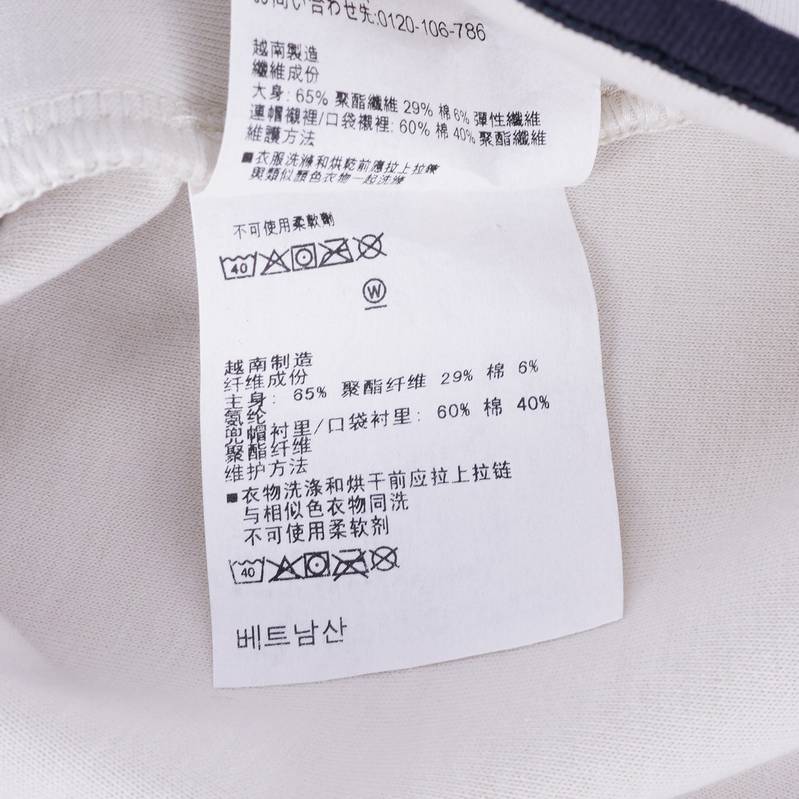 お問い合わせ先:0120-106-786
越南製造
纖維成份
大身: 65% 聚酯纖維 29% 棉 6% 彈性纖維
連帽襯裡/口袋襯裡: 60% 棉 40% 聚酯纖維
維護方法
■衣服洗滌和烘乾前應拉上拉鏈
與類似顏色衣物一起洗滌
不可使用柔軟劑
40
W
越南制造
纤维成份
主身: 65% 聚酯纤维 29% 棉 6%
氨纶
兜帽衬里/口袋衬里: 60% 棉 40%
聚酯纤维
维护方法
■衣物洗涤和烘干前应拉上拉链
与相似色衣物同洗
不可使用柔软剂
40
베트남산